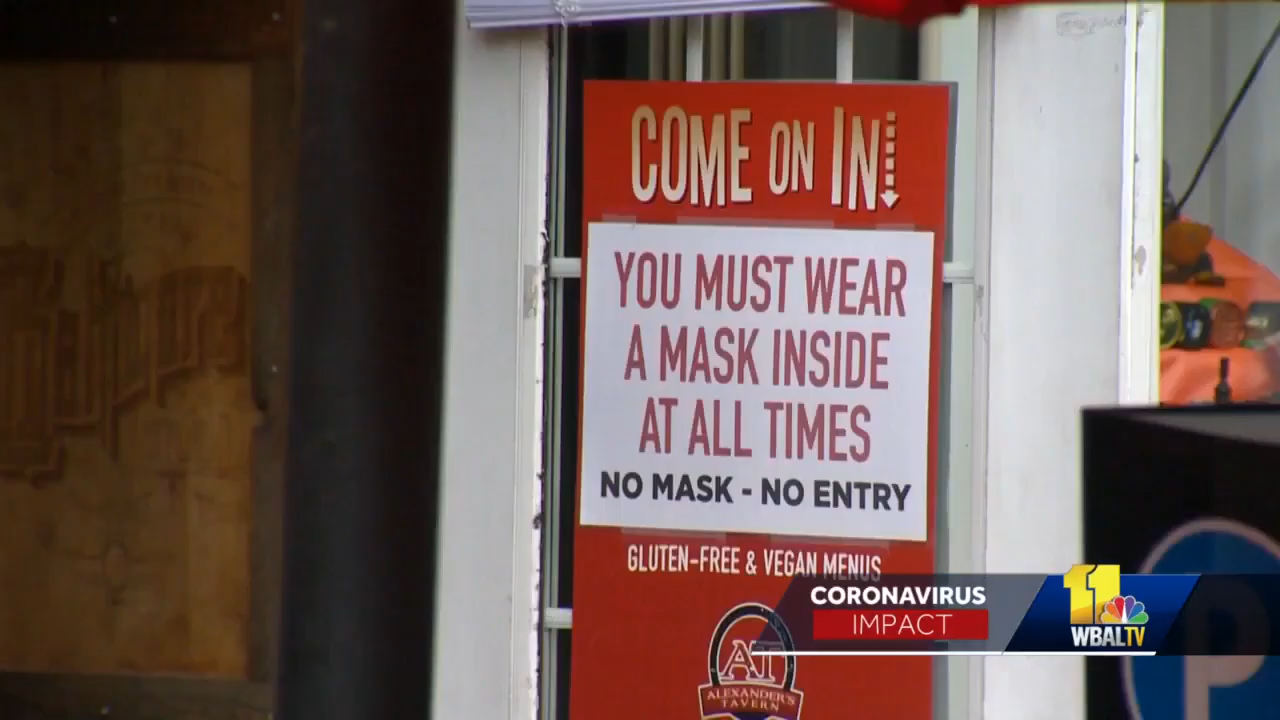 COME ON IN
YOU MUST WEAR
A MASK INSIDE
AT ALL TIMES
NO MASK - NO ENTRY
GLUTEN-FREE & VEGAN MENUS
AT
ALEXANDER'S
TAVERN
CORONAVIRUS
IMPACT
11
WBALTV
P